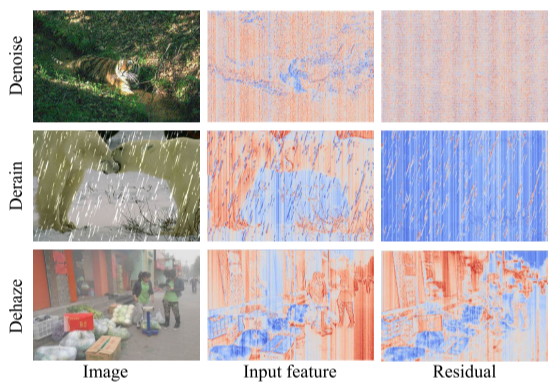 Denoise
Derain
Dehaze
Image Input feature Residual